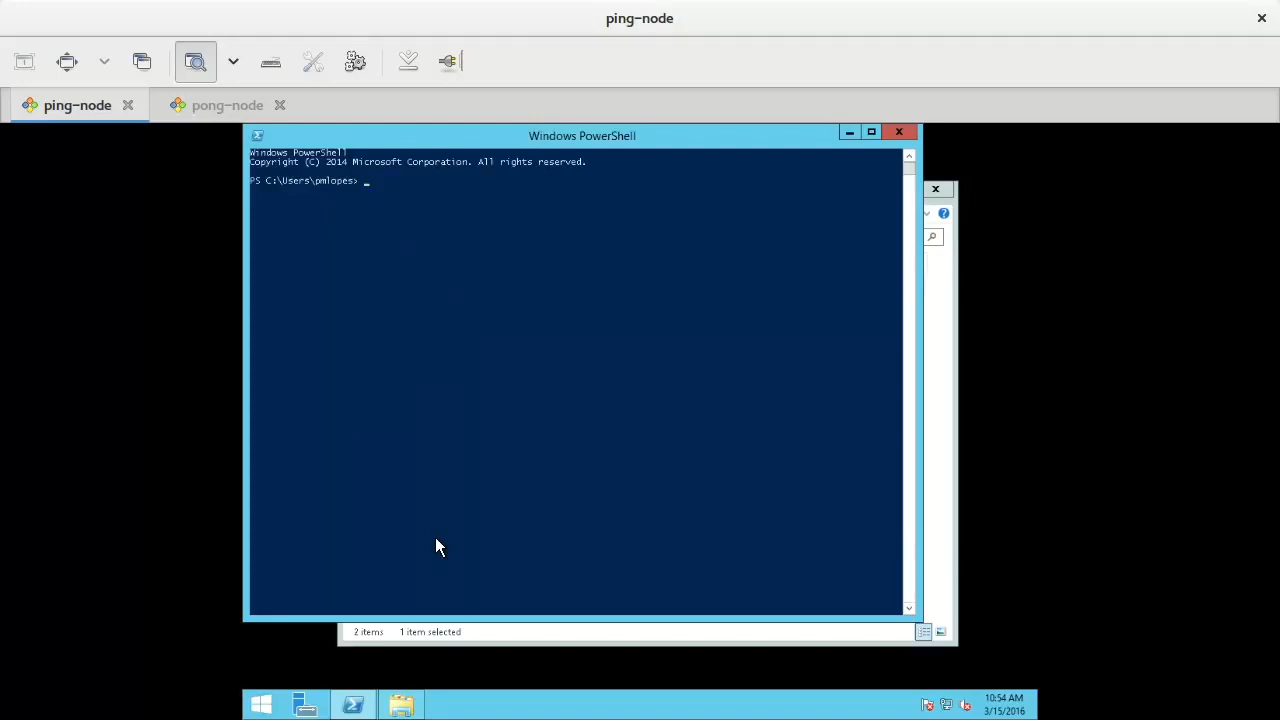 ping-node
ping-node
pong-node
Windows PowerShell
Windows PowerShell
Copyright (C) 2014 Microsoft Corporation. All rights reserved.
PS C:\Users\pmlopes> _
2 items 1 item selected
10:54 AM
3/15/2016